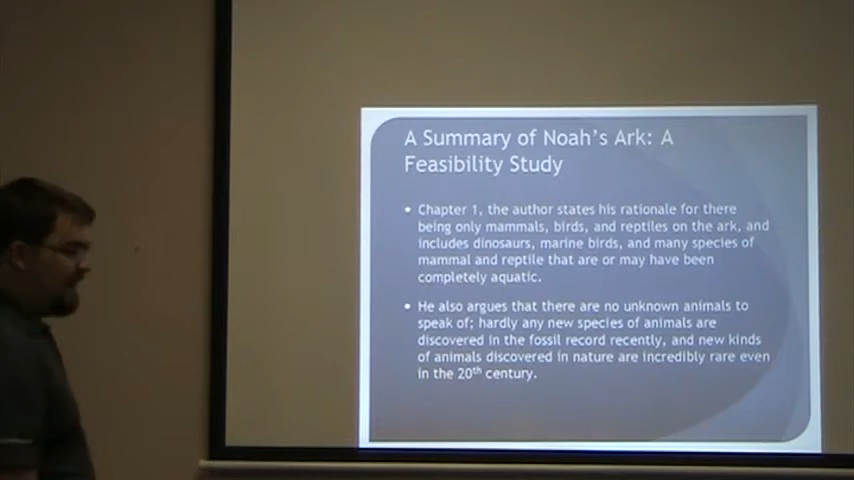 A Summary of Noah's Ark: A
Feasibility Study
• Chapter 1, the author states his rationale for there
being only mammals, birds, and reptiles on the ark, and
includes dinosaurs, marine birds, and many species of
mammal and reptile that are or may have been
completely aquatic.
• He also argues that there are no unknown animals to
speak of; hardly any new species of animals are
discovered in the fossil record recently, and new kinds
of animals discovered in nature are incredibly rare even
in the 20th century.